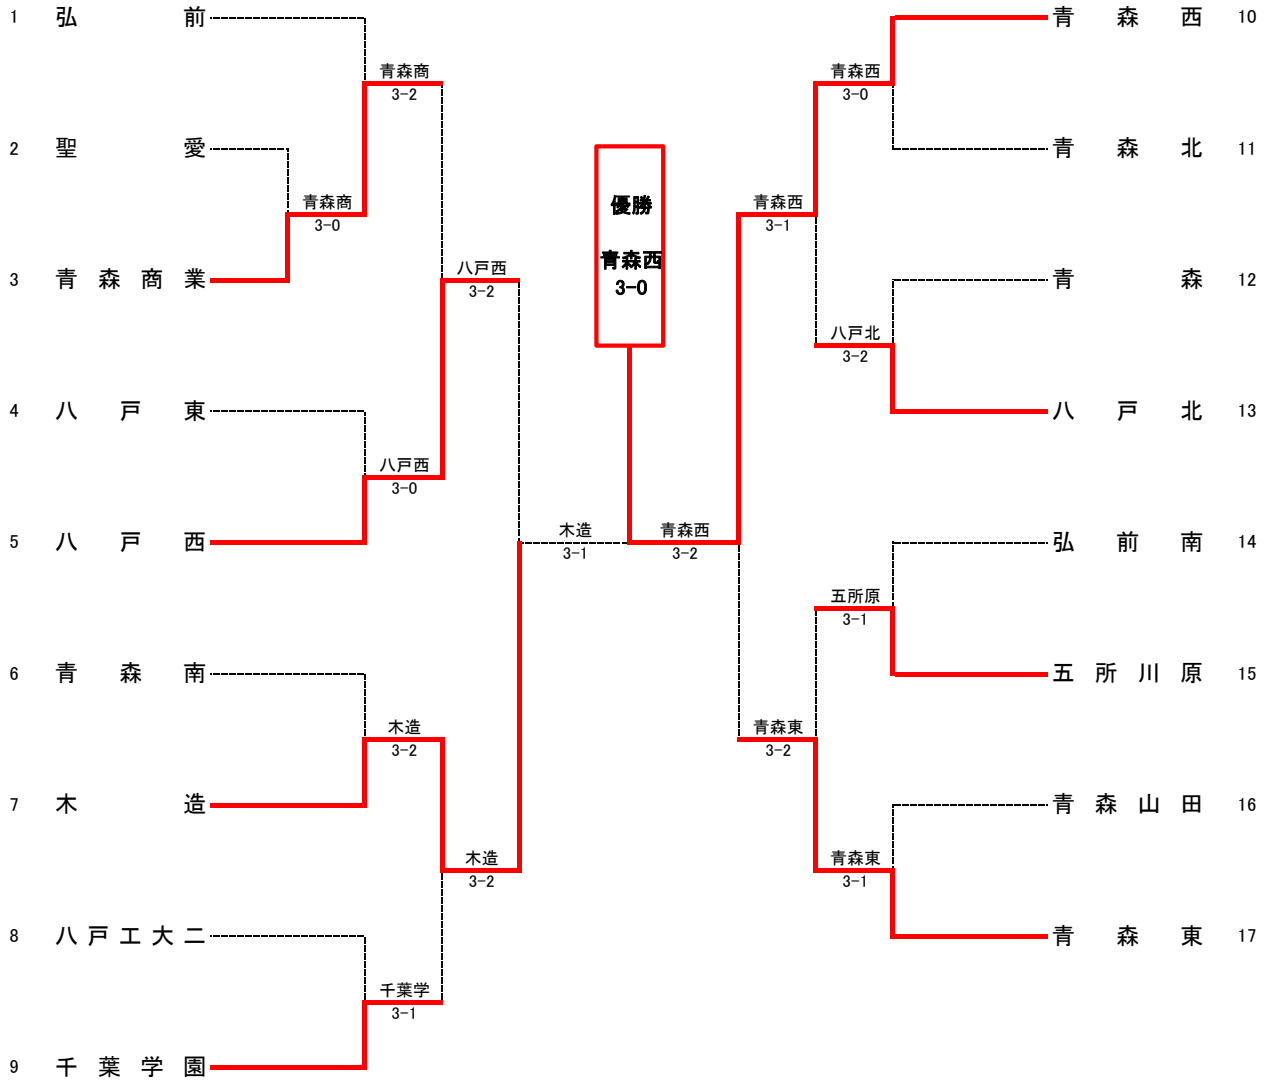 1 弘前
青森商
3-2
2 聖愛
青森商
3-0
3 青森商業
八戸西
3-2
4 八戸東
八戸西
3-0
5 八戸西
木造
3-1
6 青森南
木造
3-2
7 木造
木造
3-2
8 八戸工大二
千葉学
3-1
9 千葉学園
優勝
青森西
3-0
青森西 10
青森西
3-0
青森北 11
青森西
3-1
青森 12
八戸北
3-2
八戸北 13
青森西
3-2
弘前南 14
五所原
3-1
五所川原 15
青森東
3-2
青森山田 16
青森東
3-1
青森東 17